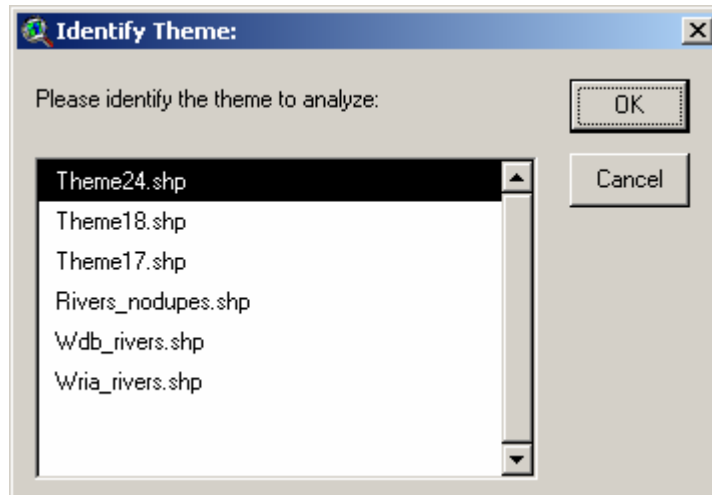 Identify Theme:
Please identify the theme to analyze:
OK
Cancel
Theme24.shp
Theme18.shp
Theme17.shp
Rivers_nodupes.shp
Wdb_rivers.shp
Wria_rivers.shp